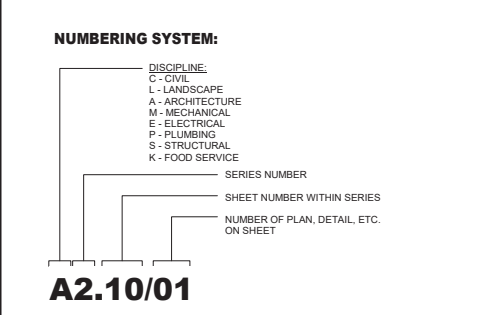 NUMBERING SYSTEM:
DISCIPLINE:
C - CIVIL
L - LANDSCAPE
A - ARCHITECTURE
M - MECHANICAL
E - ELECTRICAL
P - PLUMBING
S - STRUCTURAL
K - FOOD SERVICE
SERIES NUMBER
SHEET NUMBER WITHIN SERIES
NUMBER OF PLAN, DETAIL, ETC.
ON SHEET
A2.10/01